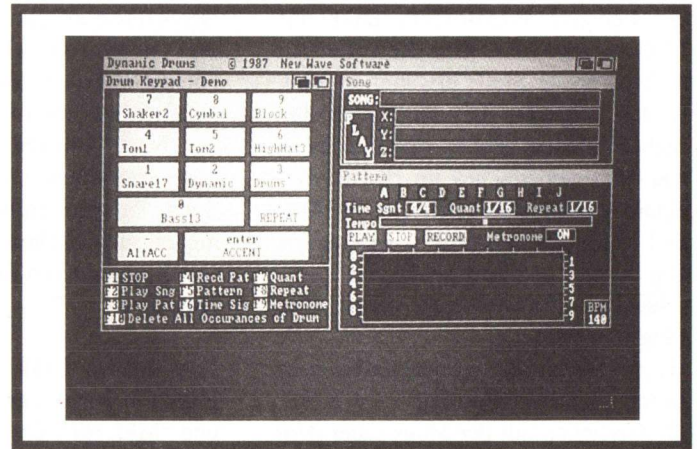 Dynamic Drums © 1987 New Wave Software
Drum Keypad - Demo
7 8 9
Shaker2 Cymbal Block
4 5 6
Tom1 Tom2 HighHat3
1 2 3
Snare17 Dynamic Drums
0 .
Bass13 REPEAT
- enter
AltACC ACCENT
F1 STOP F4 Recd Pat F7 Quant
F2 Play Sng F5 Pattern F8 Repeat
F3 Play Pat F6 Time Sig F9 Metronome
F10 Delete All Occurances of Drum
Song
SONG:
PLAY
X:
Y:
Z:
Pattern
A B C D E F G H I J
Time Sgnt 4/4 Quant 1/16 Repeat 1/16
Tempo
PLAY STOP RECORD Metronome ON
0 1
2 3
4 5
6 7
8 9
BPM
140